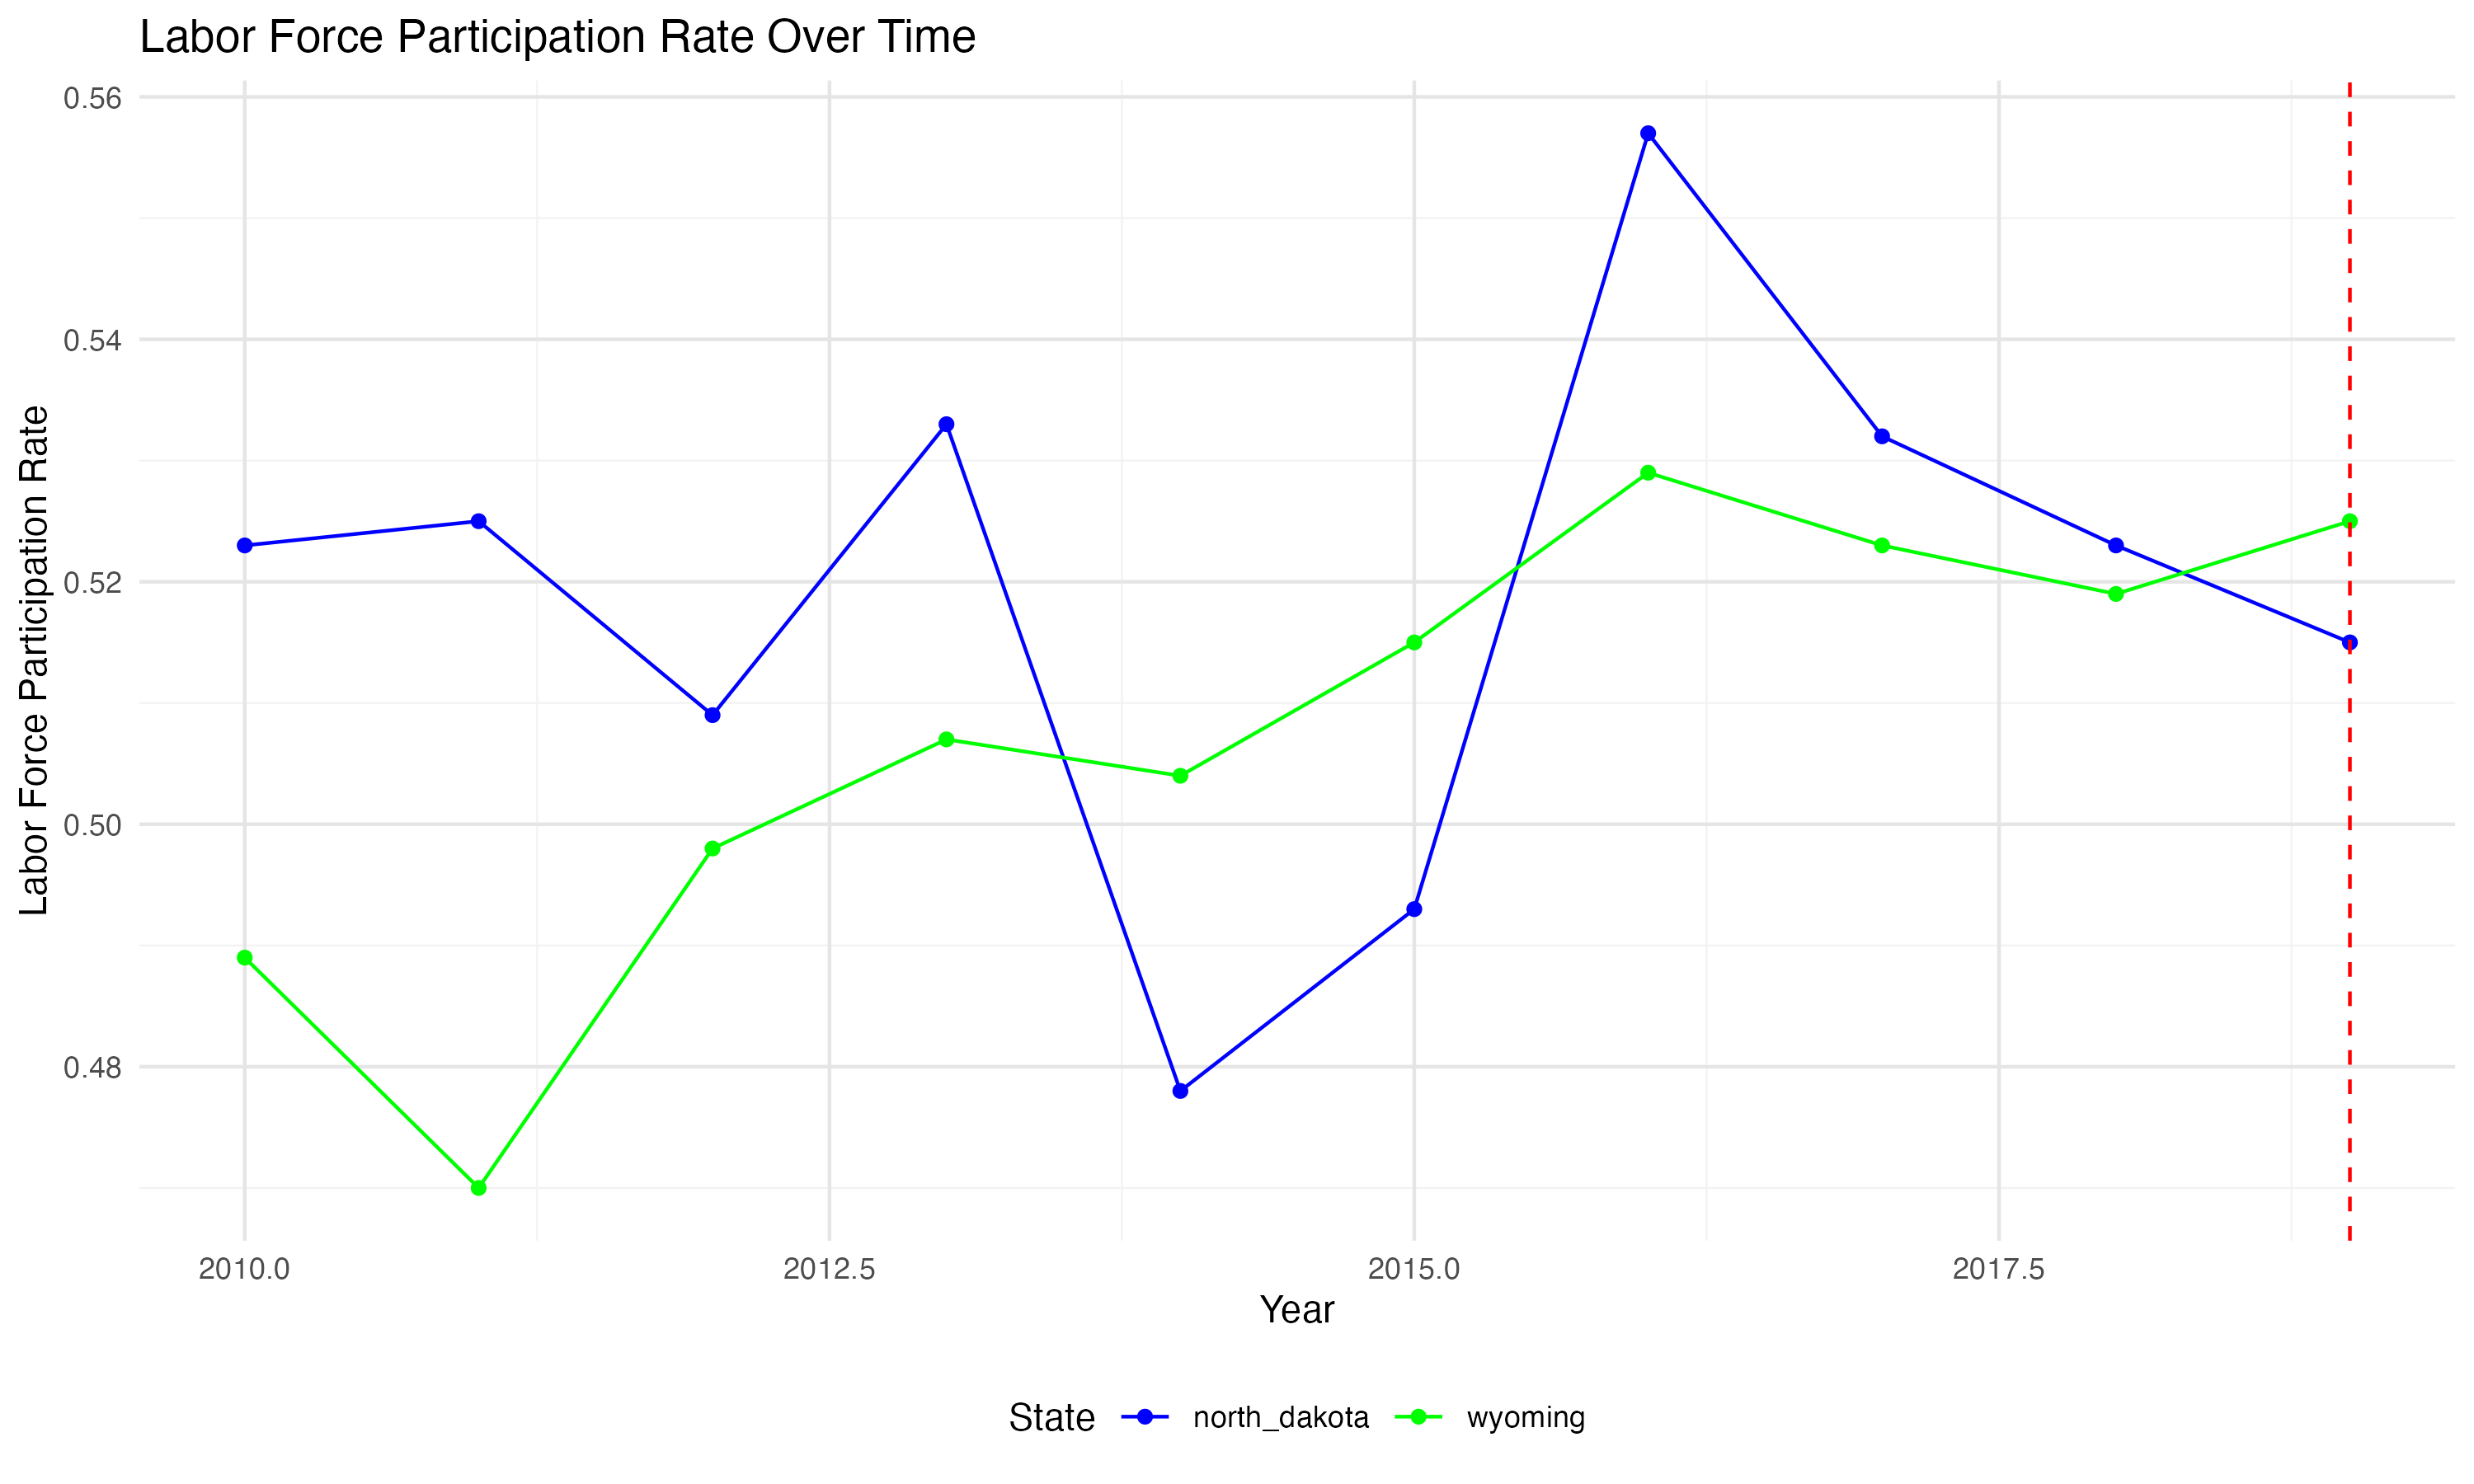 Labor Force Participation Rate Over Time
Labor Force Participation Rate
0.56
0.54
0.52
0.50
0.48
2010.0 2012.5 2015.0 2017.5
Year
State north_dakota wyoming